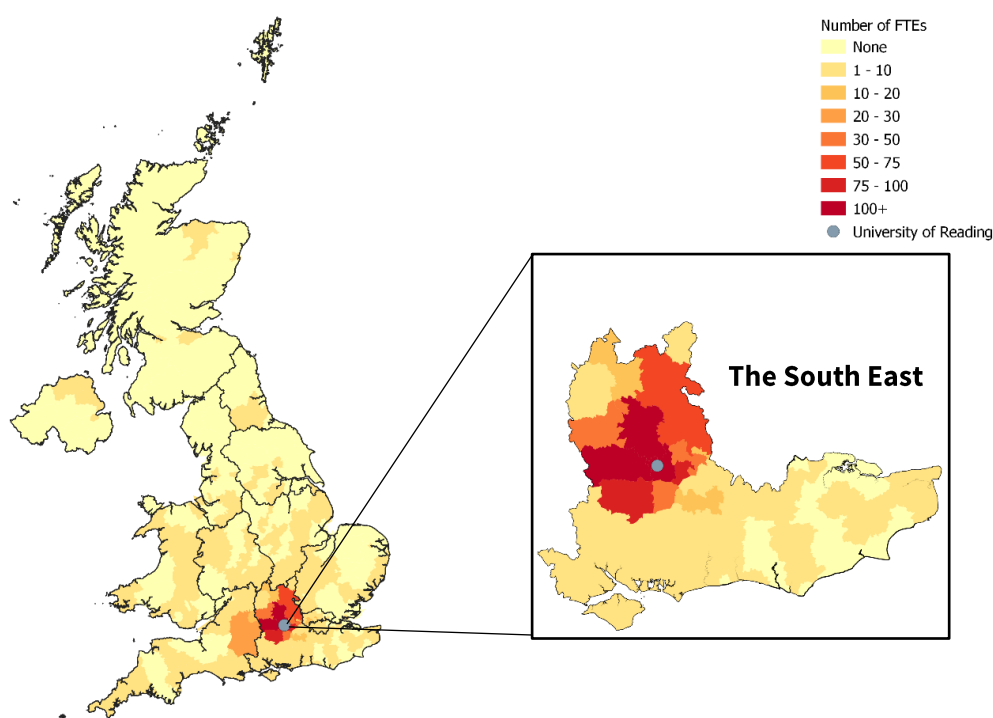 Number of FTEs
None
1 - 10
10 - 20
20 - 30
30 - 50
50 - 75
75 - 100
100+
University of Reading
The South East